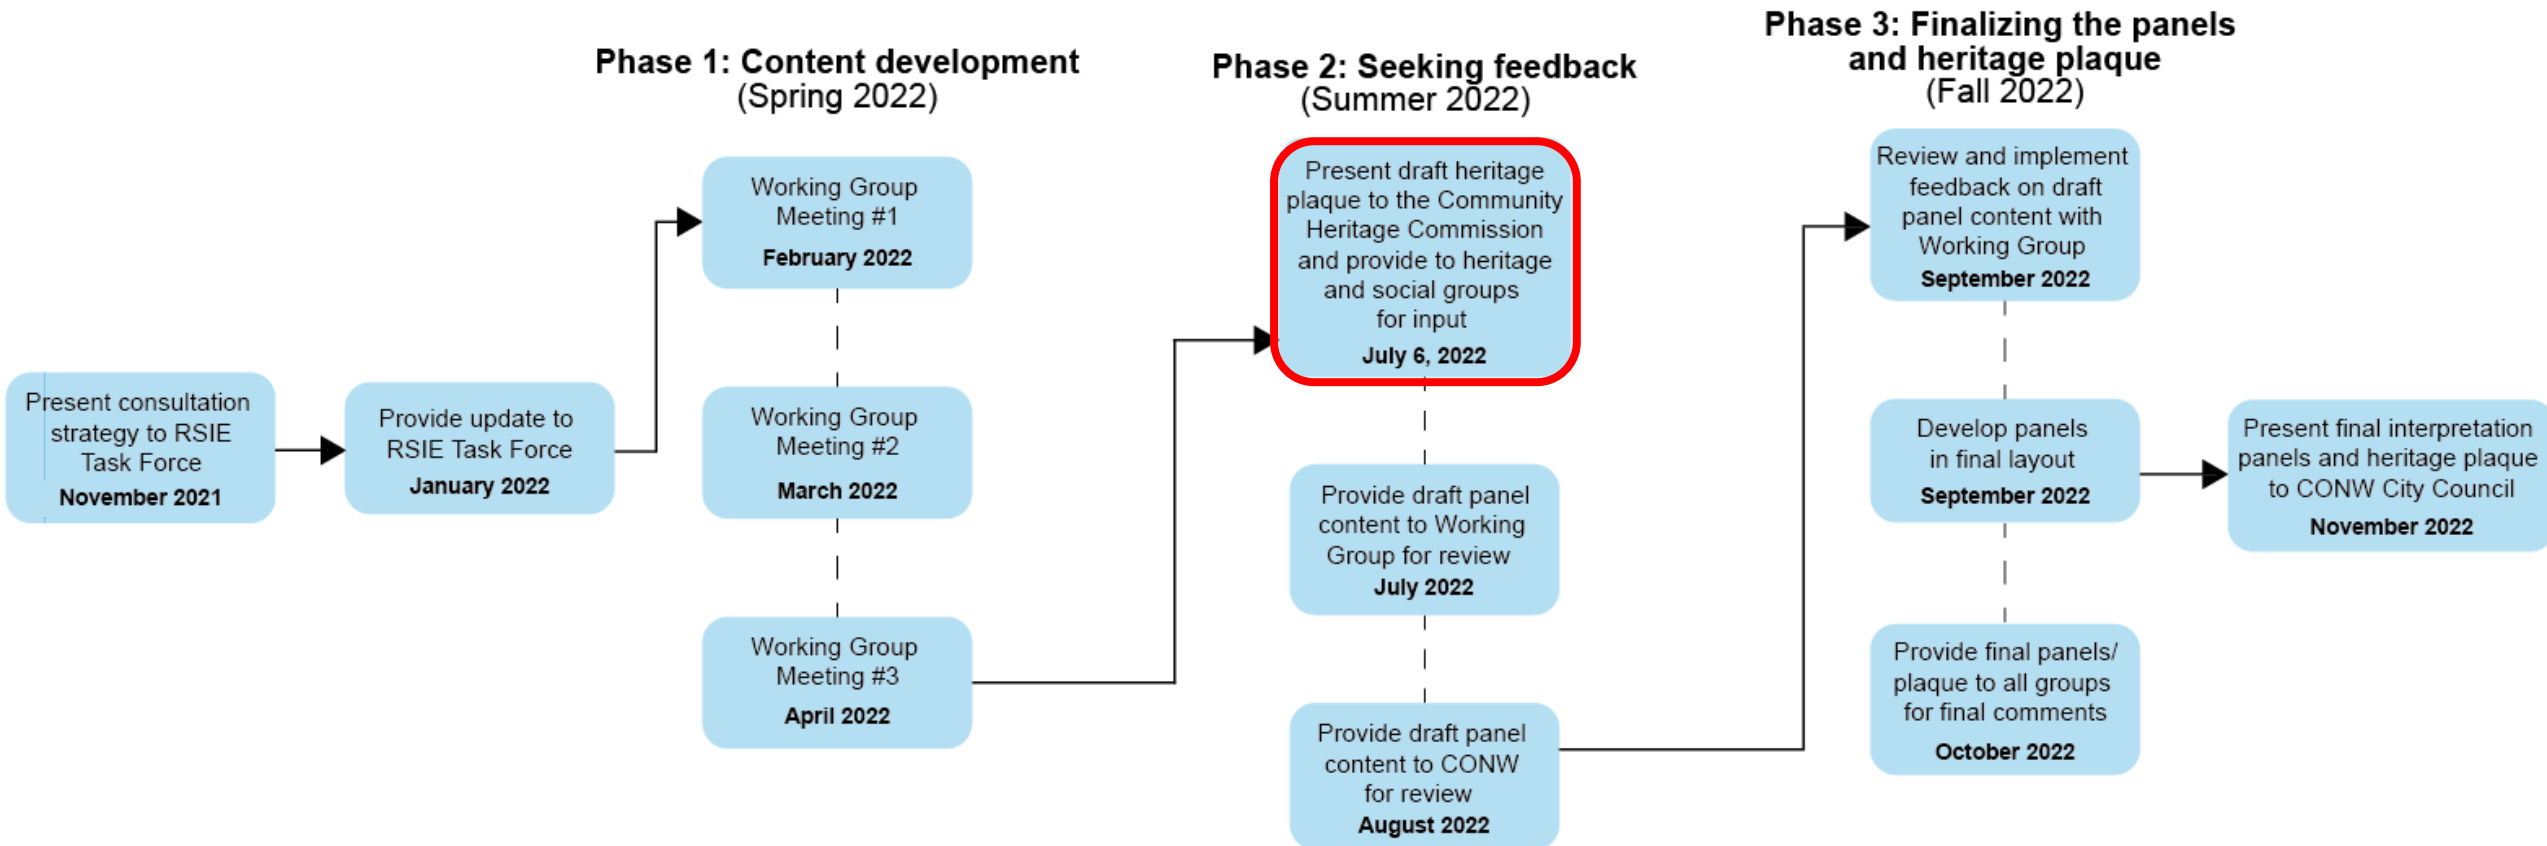 Phase 1: Content development
(Spring 2022)
Phase 2: Seeking feedback
(Summer 2022)
Phase 3: Finalizing the panels
and heritage plaque
(Fall 2022)
Present consultation
strategy to RSIE
Task Force
November 2021
Provide update to
RSIE Task Force
January 2022
Working Group
Meeting #1
February 2022
Working Group
Meeting #2
March 2022
Working Group
Meeting #3
April 2022
Present draft heritage
plaque to the Community
Heritage Commission
and provide to heritage
and social groups
for input
July 6, 2022
Provide draft panel
content to Working
Group for review
July 2022
Provide draft panel
content to CONW
for review
August 2022
Review and implement
feedback on draft
panel content with
Working Group
September 2022
Develop panels
in final layout
September 2022
Provide final panels/
plaque to all groups
for final comments
October 2022
Present final interpretation
panels and heritage plaque
to CONW City Council
November 2022